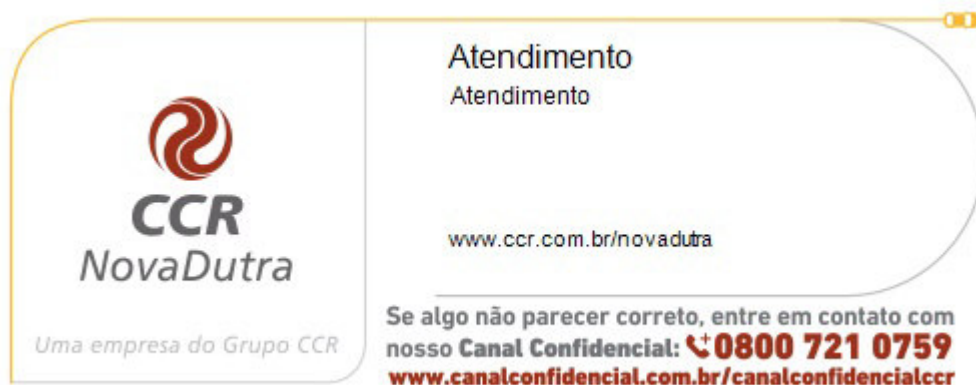 CCR
NovaDutra
Uma empresa do Grupo CCR
Atendimento
Atendimento
www.ccr.com.br/novadutra
Se algo não parecer correto, entre em contato com
nosso Canal Confidencial: 0800 721 0759
www.canalconfidencial.com.br/canalconfidencialccr